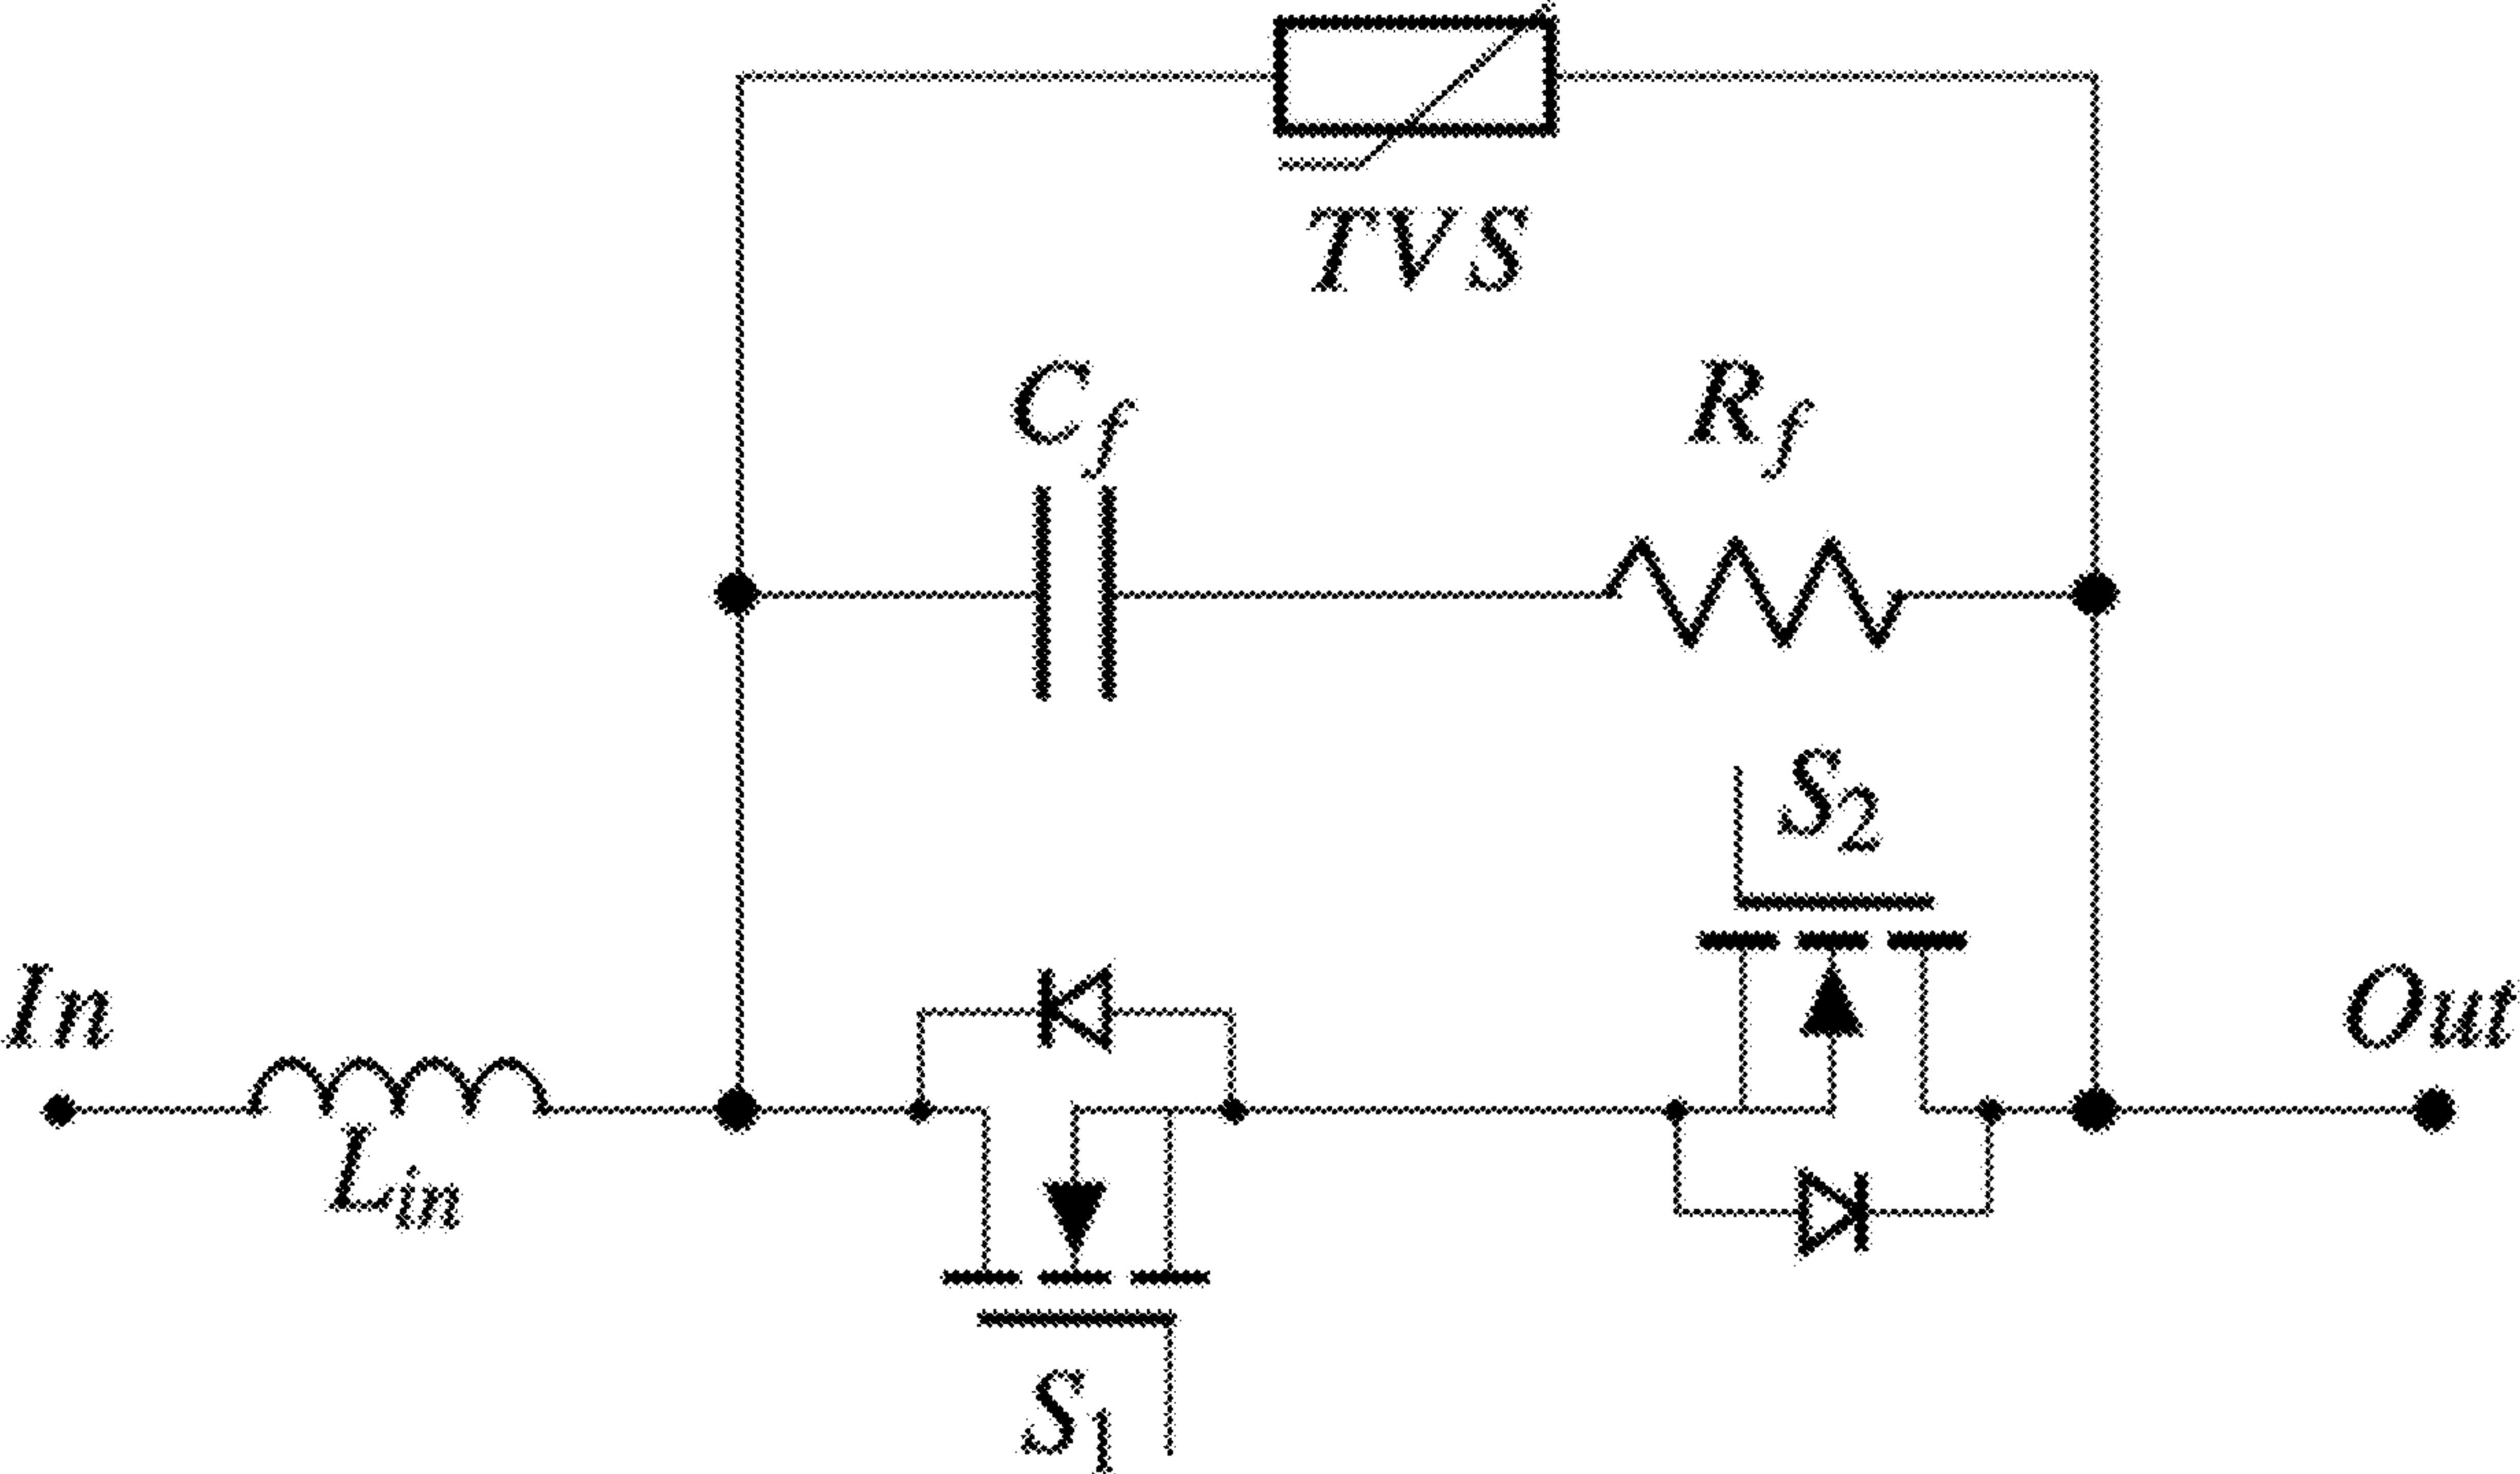 TVS
C_f
R_f
S_2
In
Out
L_in
S_1